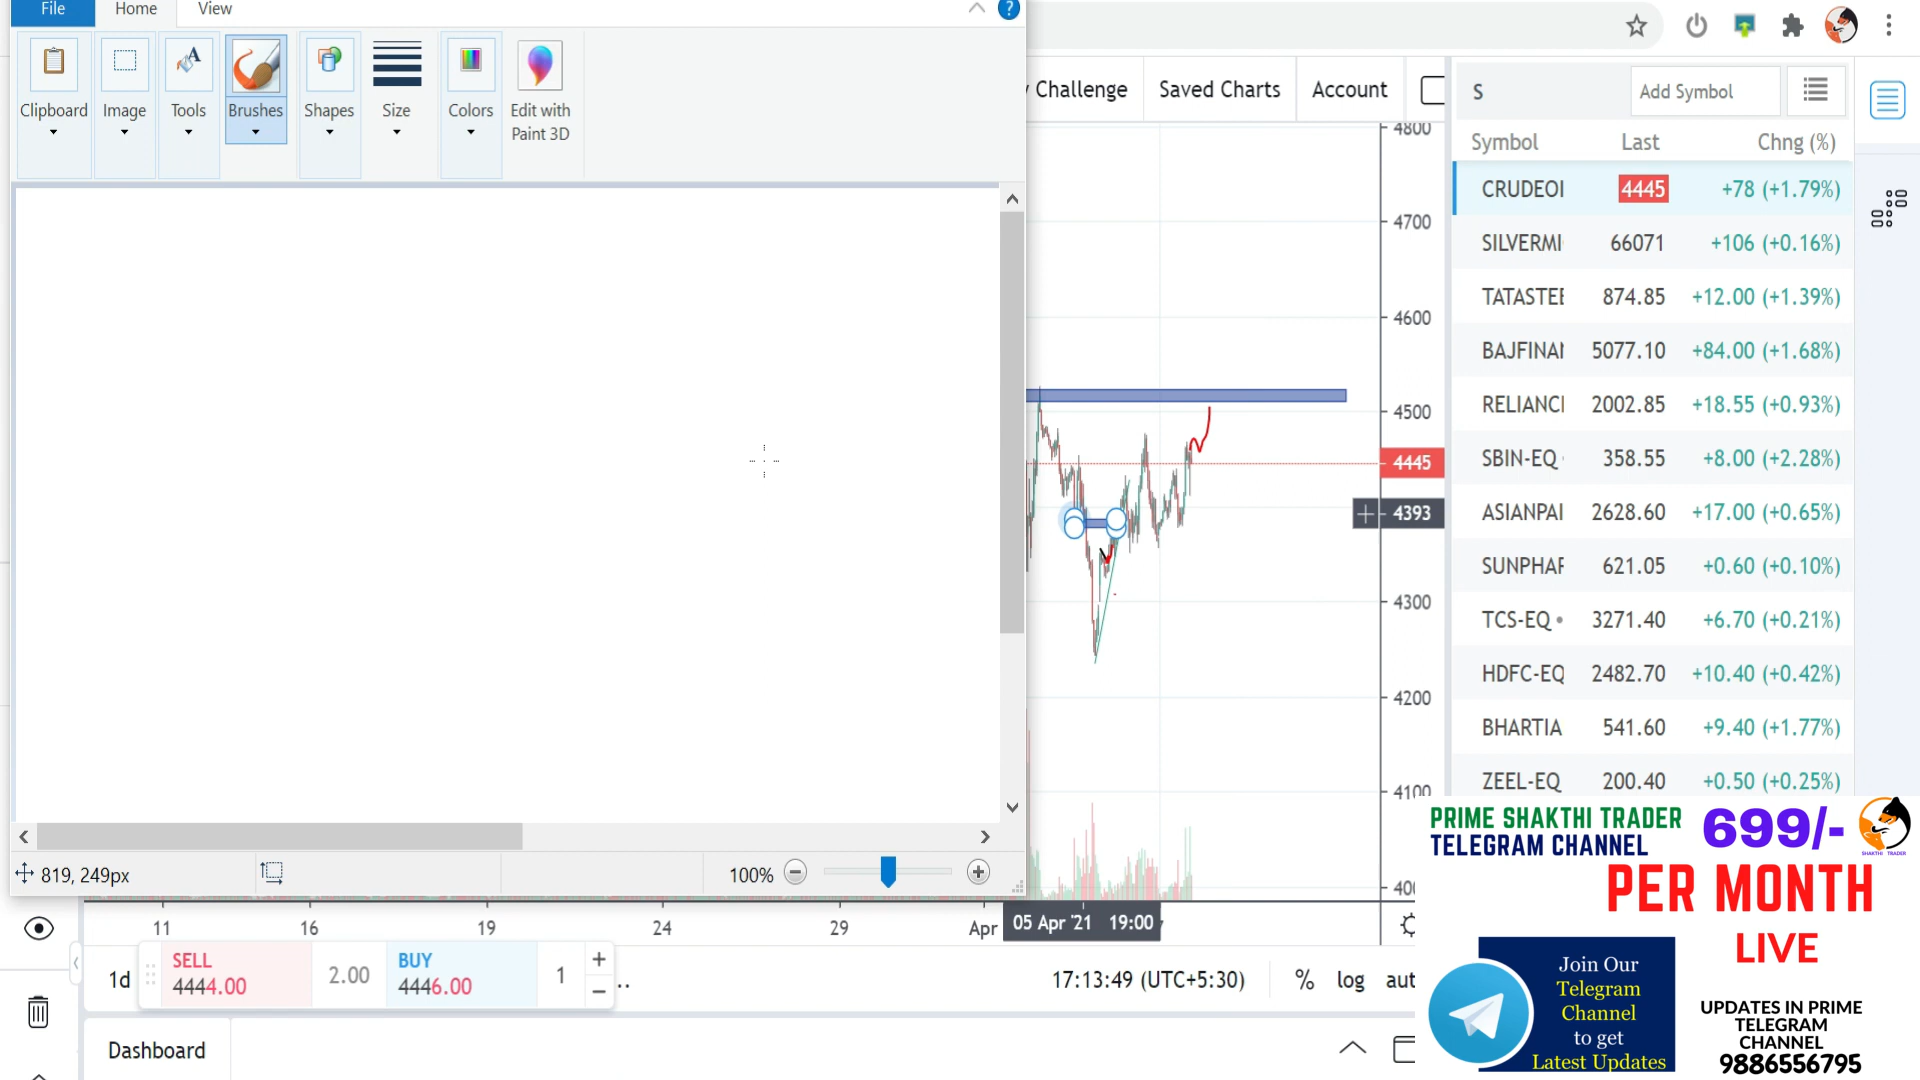 File Home View ?
Clipboard Image Tools Brushes Shapes Size Colors Edit with
Paint 3D
819, 249px
100%
Challenge Saved Charts Account
4800
4700
4600
4500
4445
4393
4300
4200
4100
11 16 19 24 29 Apr 05 Apr '21 19:00
1d
SELL
4444.00
2.00
BUY
4446.00
1
+
−
17:13:49 (UTC+5:30) % log
Dashboard
S Add Symbol
Symbol Last Chng (%)
CRUDEOI 4445 +78 (+1.79%)
SILVERMI 66071 +106 (+0.16%)
TATASTEE 874.85 +12.00 (+1.39%)
BAJFINAI 5077.10 +84.00 (+1.68%)
RELIANCI 2002.85 +18.55 (+0.93%)
SBIN-EQ 358.55 +8.00 (+2.28%)
ASIANPAI 2628.60 +17.00 (+0.65%)
SUNPHAF 621.05 +0.60 (+0.10%)
TCS-EQ • 3271.40 +6.70 (+0.21%)
HDFC-EQ 2482.70 +10.40 (+0.42%)
BHARTIA 541.60 +9.40 (+1.77%)
ZEEL-EQ 200.40 +0.50 (+0.25%)
PRIME SHAKTHI TRADER
TELEGRAM CHANNEL
699/-
SHAKTHI TRADER
PER MONTH
LIVE
Join Our
Telegram
Channel
to get
Latest Updates
UPDATES IN PRIME
TELEGRAM
CHANNEL
9886556795